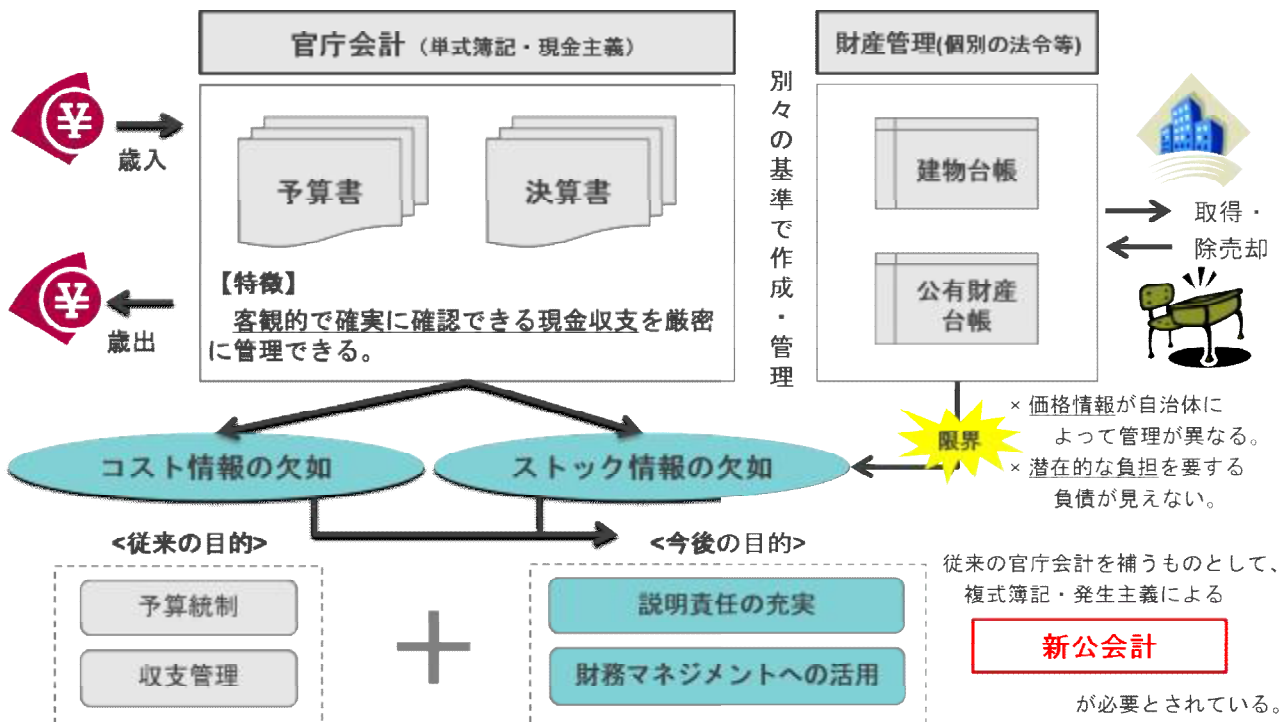 官庁会計（単式簿記・現金主義）
歳入
歳出
予算書
決算書
【特徴】
客観的で確実に確認できる現金収支を厳密
に管理できる。
別々の基準で作成・管理
財産管理(個別の法令等)
建物台帳
公有財産
台帳
取得・
除売却
限界
× 価格情報が自治体に
よって管理が異なる。
× 潜在的な負担を要する
負債が見えない。
コスト情報の欠如
ストック情報の欠如
<従来の目的>
予算統制
収支管理
<今後の目的>
説明責任の充実
財務マネジメントへの活用
従来の官庁会計を補うものとして、
複式簿記・発生主義による
新公会計
が必要とされている。